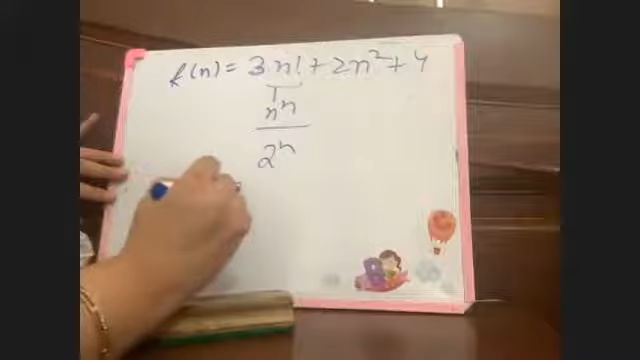 f(n) = 3n! + 2n² + 4
nⁿ
2ⁿ